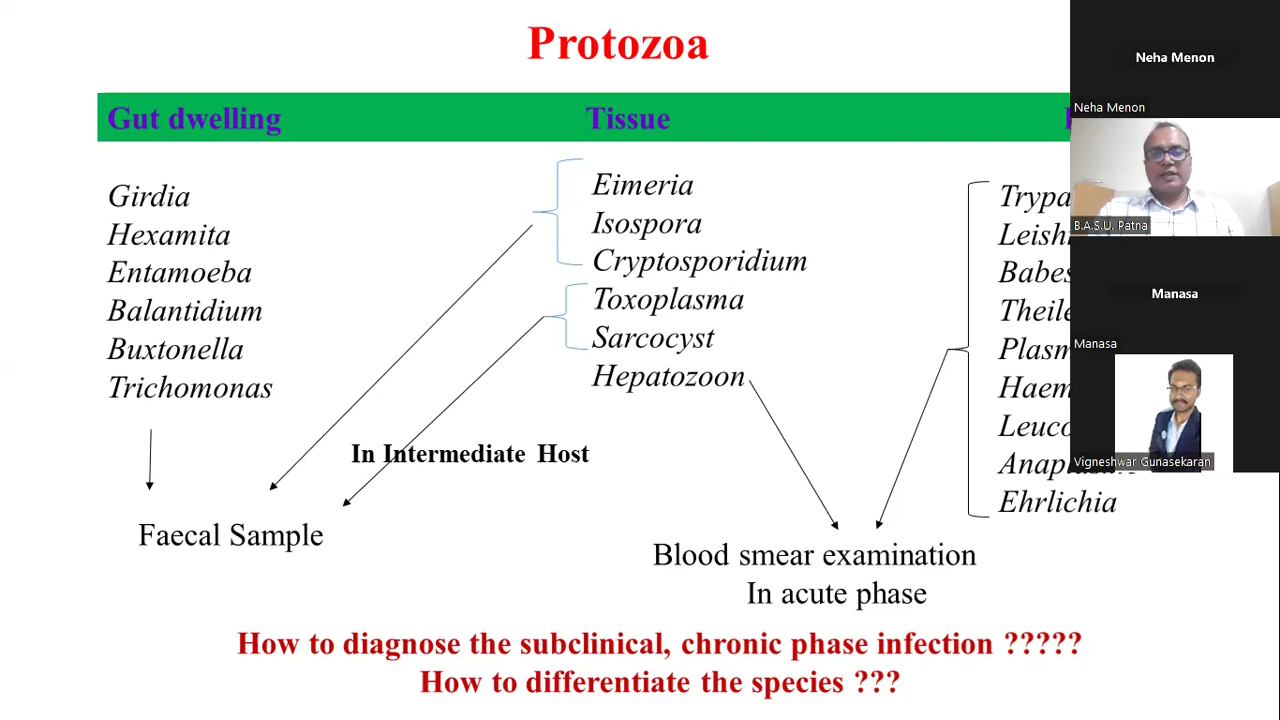 Protozoa
Gut dwelling
Tissue
Girdia
Hexamita
Entamoeba
Balantidium
Buxtonella
Trichomonas
Eimeria
Isospora
Cryptosporidium
Toxoplasma
Sarcocyst
Hepatozoon
Ehrlichia
In Intermediate Host
Faecal Sample
Blood smear examination
In acute phase
How to diagnose the subclinical, chronic phase infection ?????
How to differentiate the species ???
Neha Menon
Neha Menon
B.A.S.U. Patna
Manasa
Manasa
Vigneshwar Gunasekaran